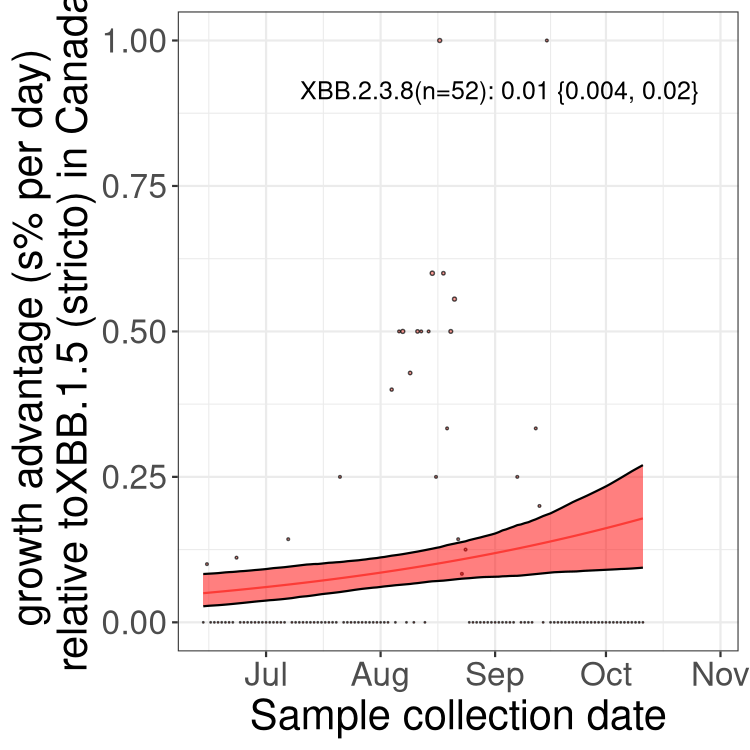 growth advantage (s% per day)
relative toXBB.1.5 (stricto) in Canada
1.00
0.75
0.50
0.25
0.00
XBB.2.3.8(n=52): 0.01 {0.004, 0.02}
Jul Aug Sep Oct Nov
Sample collection date